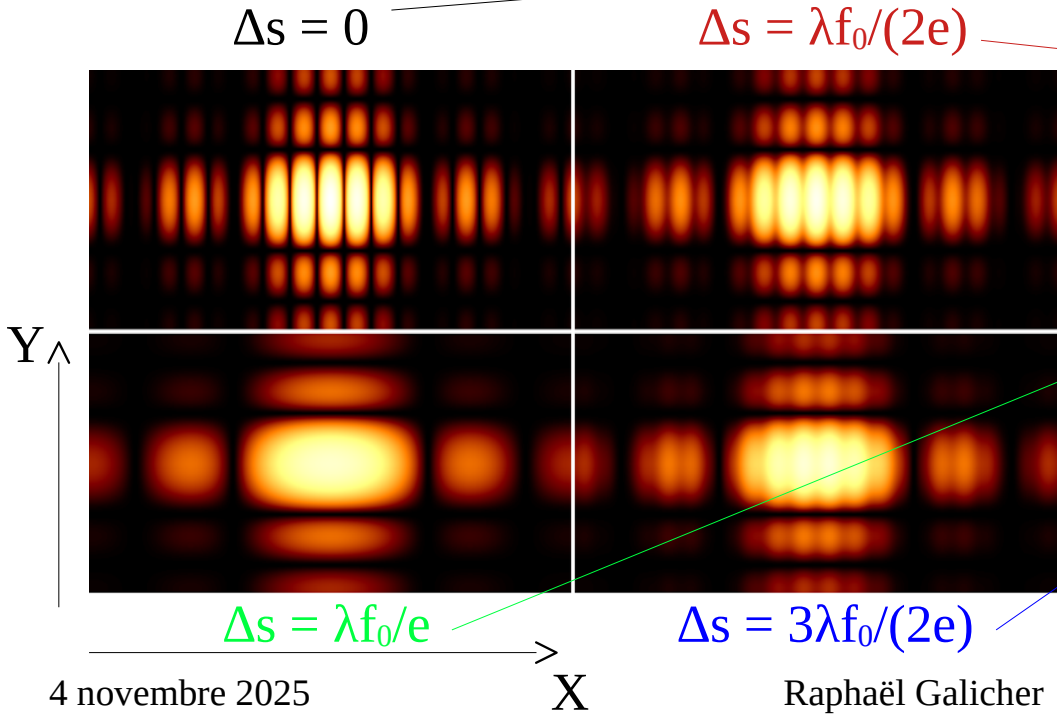 Δs = 0
Δs = λf₀/(2e)
Y
Δs = λf₀/e
Δs = 3λf₀/(2e)
X
4 novembre 2025
Raphaël Galicher